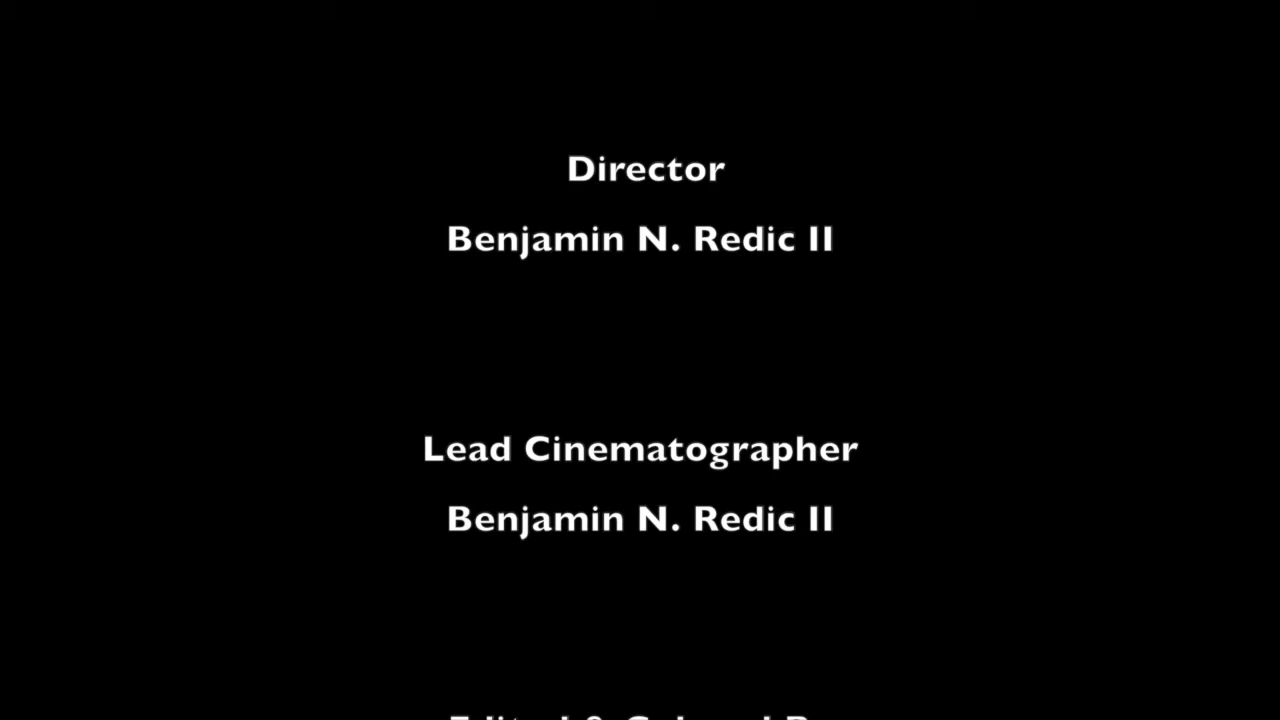 Director
Benjamin N. Redic II
Lead Cinematographer
Benjamin N. Redic II